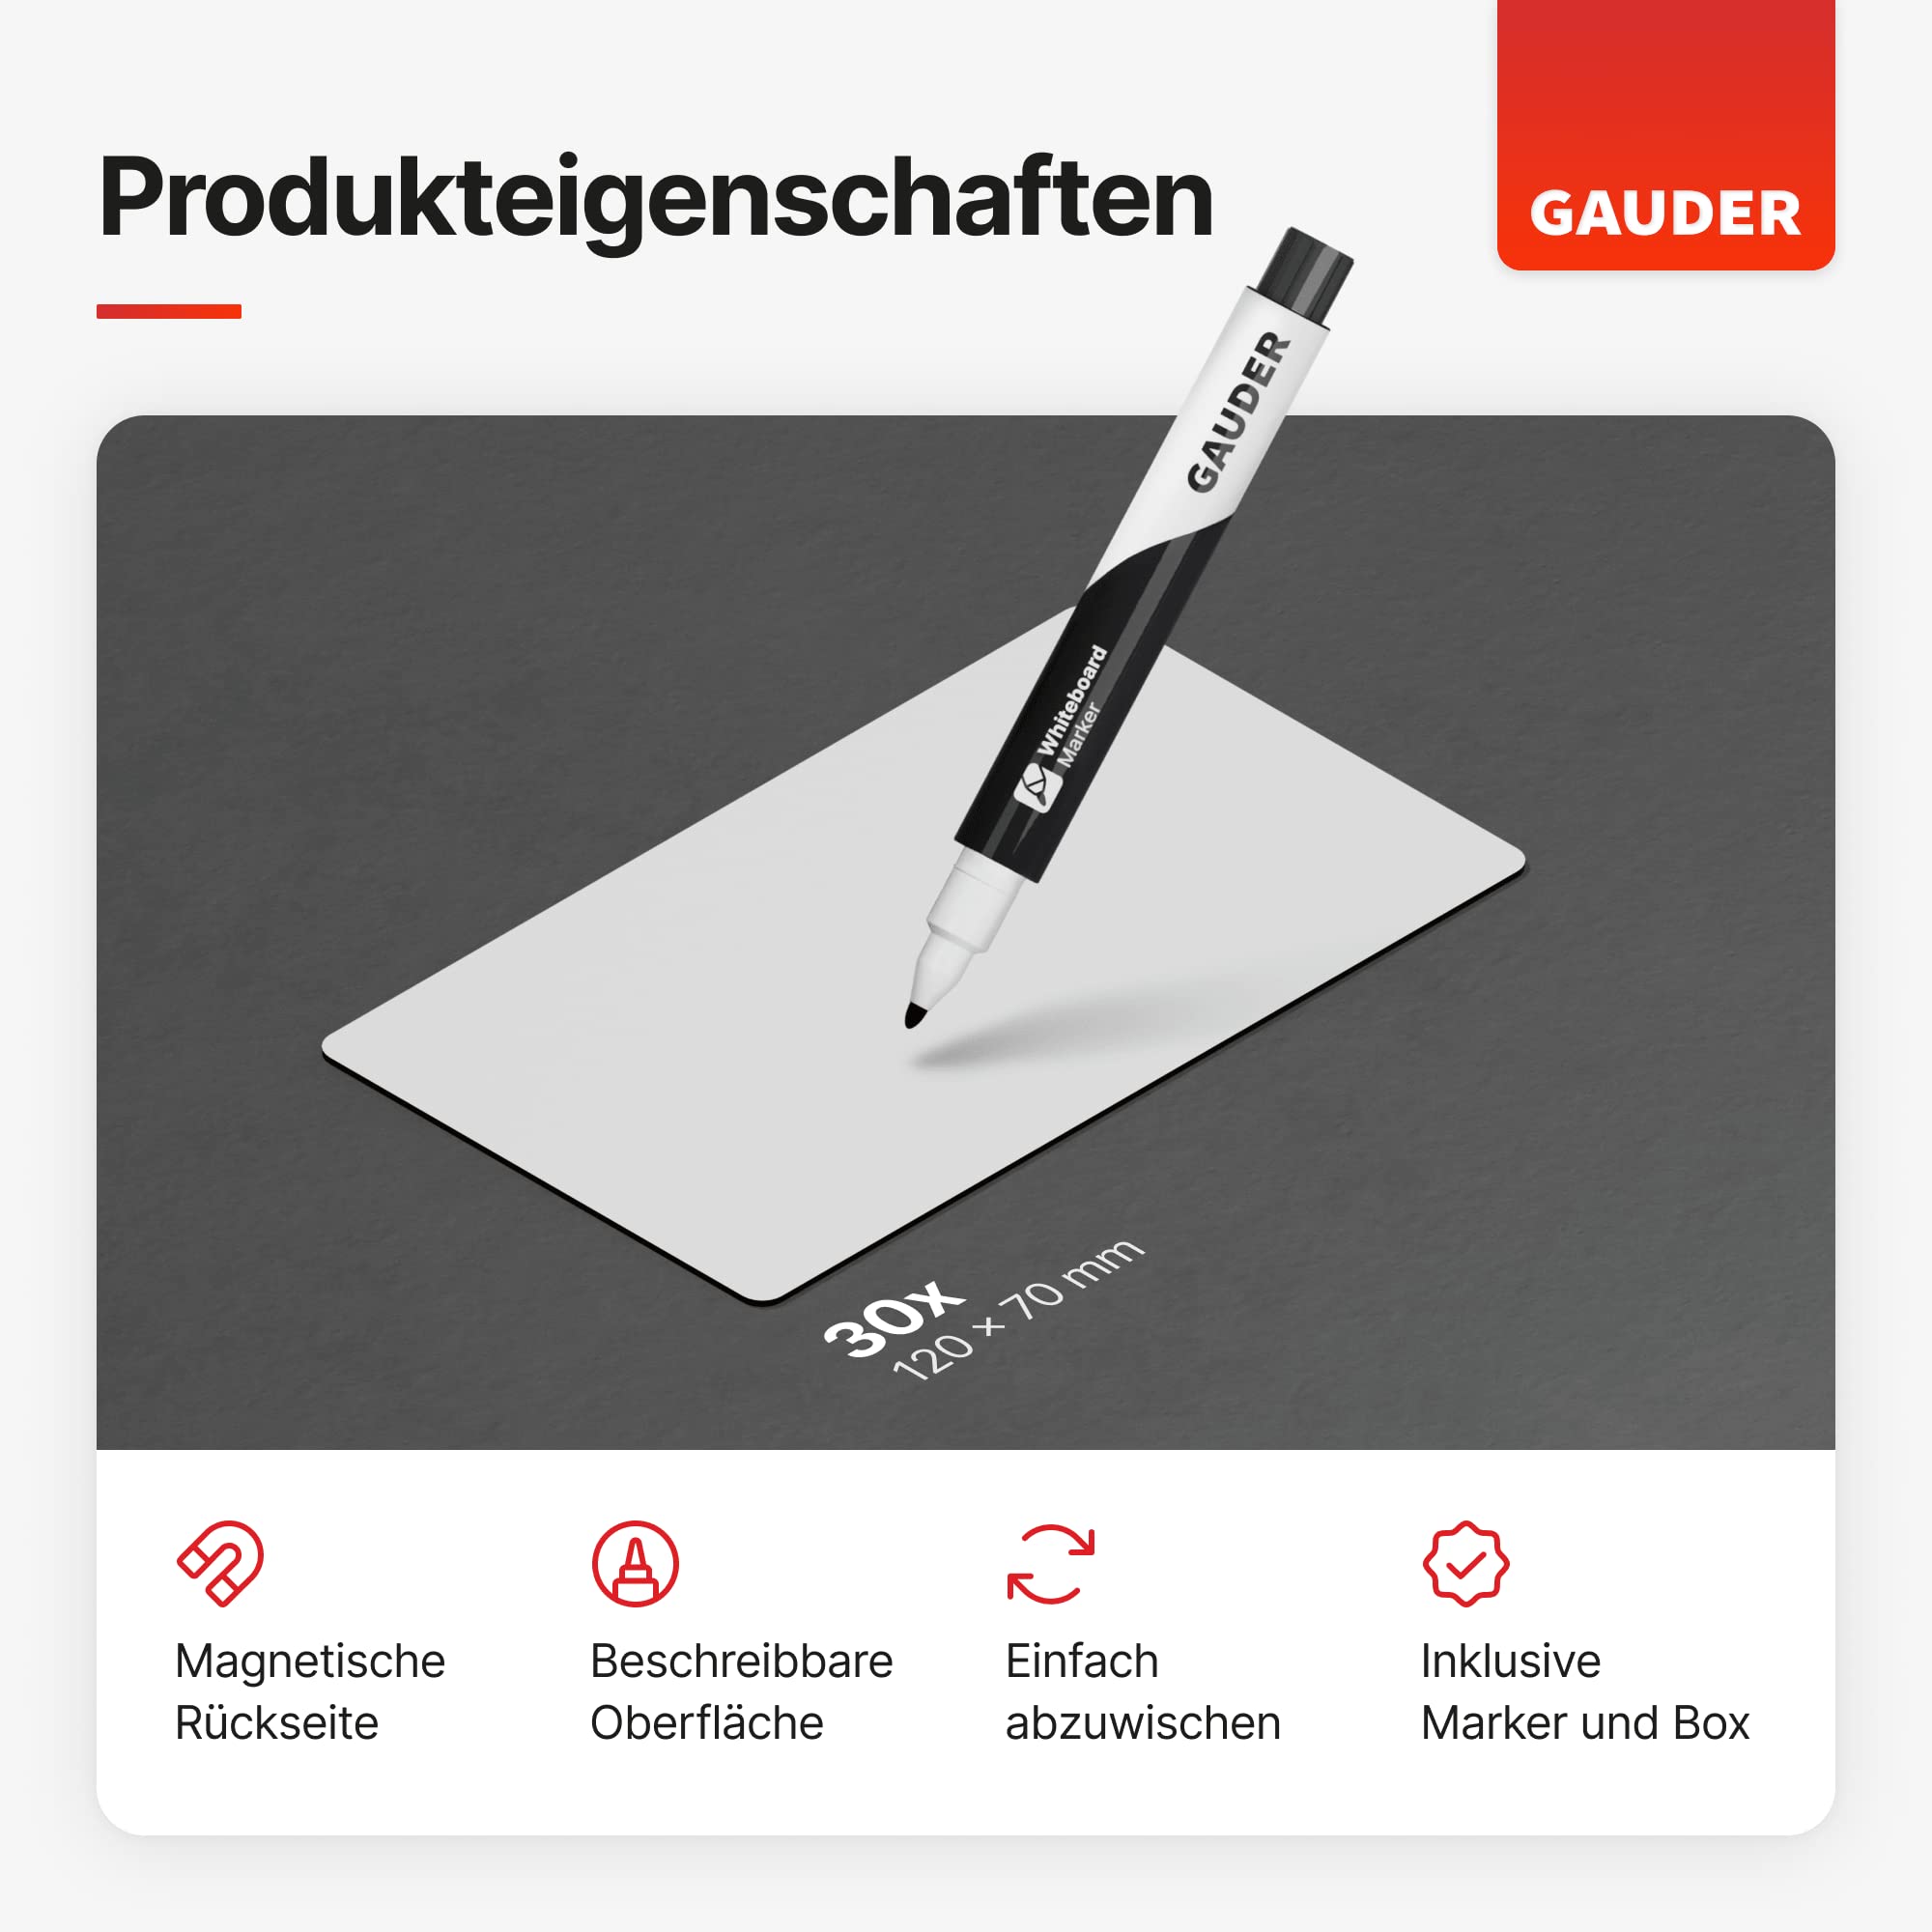 Produkteigenschaften
GAUDER
GAUDER
Whiteboard
Marker
30x
120 × 70 mm
Magnetische
Rückseite
Beschreibbare
Oberfläche
Einfach
abzuwischen
Inklusive
Marker und Box